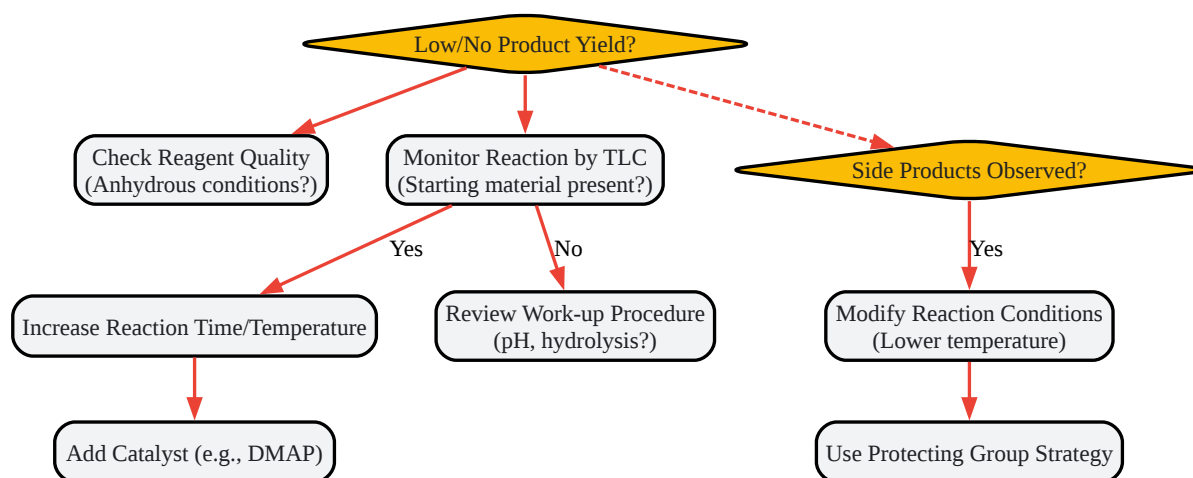 Low/No Product Yield?
Check Reagent Quality
(Anhydrous conditions?)
Monitor Reaction by TLC
(Starting material present?)
Side Products Observed?
Yes
No
Yes
Increase Reaction Time/Temperature
Review Work-up Procedure
(pH, hydrolysis?)
Modify Reaction Conditions
(Lower temperature)
Add Catalyst (e.g., DMAP)
Use Protecting Group Strategy